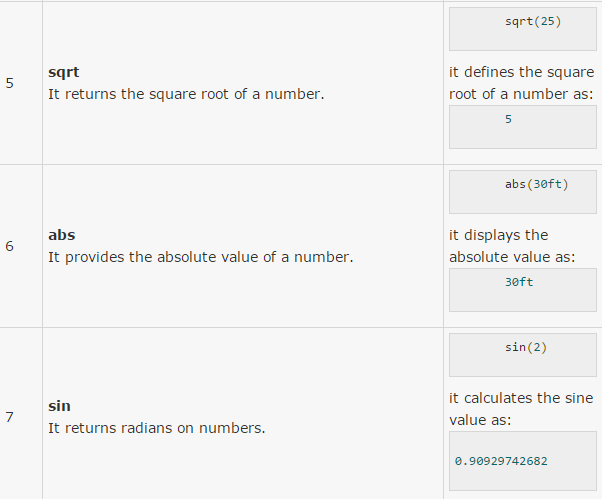 5
sqrt
It returns the square root of a number.
sqrt(25)
it defines the square
root of a number as:
5
6
abs
It provides the absolute value of a number.
abs(30ft)
it displays the
absolute value as:
30ft
7
sin
It returns radians on numbers.
sin(2)
it calculates the sine
value as:
0.90929742682